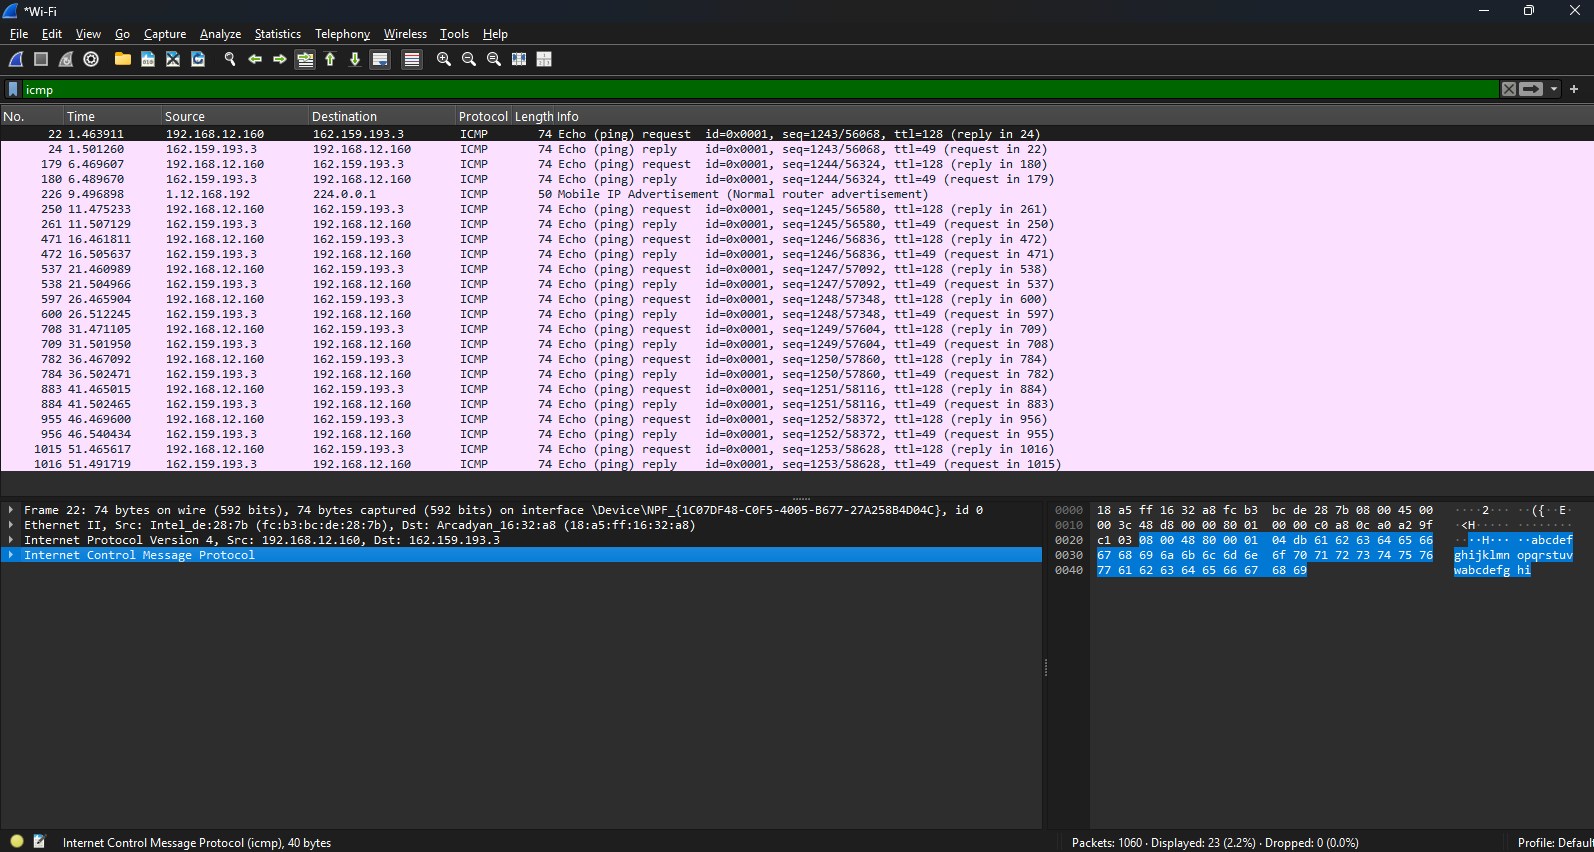 *Wi-Fi
File Edit View Go Capture Analyze Statistics Telephony Wireless Tools Help
icmp
No. Time Source Destination Protocol Length Info
22 1.463911 192.168.12.160 162.159.193.3 ICMP 74 Echo (ping) request id=0x0001, seq=1243/56068, ttl=128 (reply in 24)
24 1.501260 162.159.193.3 192.168.12.160 ICMP 74 Echo (ping) reply id=0x0001, seq=1243/56068, ttl=49 (request in 22)
179 6.469607 192.168.12.160 162.159.193.3 ICMP 74 Echo (ping) request id=0x0001, seq=1244/56324, ttl=128 (reply in 180)
180 6.489670 162.159.193.3 192.168.12.160 ICMP 74 Echo (ping) reply id=0x0001, seq=1244/56324, ttl=49 (request in 179)
226 9.496898 1.12.168.192 224.0.0.1 ICMP 50 Mobile IP Advertisement (Normal router advertisement)
250 11.475233 192.168.12.160 162.159.193.3 ICMP 74 Echo (ping) request id=0x0001, seq=1245/56580, ttl=128 (reply in 261)
261 11.507129 162.159.193.3 192.168.12.160 ICMP 74 Echo (ping) reply id=0x0001, seq=1245/56580, ttl=49 (request in 250)
471 16.461811 192.168.12.160 162.159.193.3 ICMP 74 Echo (ping) request id=0x0001, seq=1246/56836, ttl=128 (reply in 472)
472 16.505637 162.159.193.3 192.168.12.160 ICMP 74 Echo (ping) reply id=0x0001, seq=1246/56836, ttl=49 (request in 471)
537 21.460989 192.168.12.160 162.159.193.3 ICMP 74 Echo (ping) request id=0x0001, seq=1247/57092, ttl=128 (reply in 538)
538 21.504966 162.159.193.3 192.168.12.160 ICMP 74 Echo (ping) reply id=0x0001, seq=1247/57092, ttl=49 (request in 537)
597 26.465904 192.168.12.160 162.159.193.3 ICMP 74 Echo (ping) request id=0x0001, seq=1248/57348, ttl=128 (reply in 600)
600 26.512245 162.159.193.3 192.168.12.160 ICMP 74 Echo (ping) reply id=0x0001, seq=1248/57348, ttl=49 (request in 597)
708 31.471105 192.168.12.160 162.159.193.3 ICMP 74 Echo (ping) request id=0x0001, seq=1249/57604, ttl=128 (reply in 709)
709 31.501950 162.159.193.3 192.168.12.160 ICMP 74 Echo (ping) reply id=0x0001, seq=1249/57604, ttl=49 (request in 708)
782 36.467092 192.168.12.160 162.159.193.3 ICMP 74 Echo (ping) request id=0x0001, seq=1250/57860, ttl=128 (reply in 784)
784 36.502471 162.159.193.3 192.168.12.160 ICMP 74 Echo (ping) reply id=0x0001, seq=1250/57860, ttl=49 (request in 782)
883 41.465015 192.168.12.160 162.159.193.3 ICMP 74 Echo (ping) request id=0x0001, seq=1251/58116, ttl=128 (reply in 884)
884 41.502465 162.159.193.3 192.168.12.160 ICMP 74 Echo (ping) reply id=0x0001, seq=1251/58116, ttl=49 (request in 883)
955 46.469600 192.168.12.160 162.159.193.3 ICMP 74 Echo (ping) request id=0x0001, seq=1252/58372, ttl=128 (reply in 956)
956 46.540434 162.159.193.3 192.168.12.160 ICMP 74 Echo (ping) reply id=0x0001, seq=1252/58372, ttl=49 (request in 955)
1015 51.465617 192.168.12.160 162.159.193.3 ICMP 74 Echo (ping) request id=0x0001, seq=1253/58628, ttl=128 (reply in 1016)
1016 51.491719 162.159.193.3 192.168.12.160 ICMP 74 Echo (ping) reply id=0x0001, seq=1253/58628, ttl=49 (request in 1015)
Frame 22: 74 bytes on wire (592 bits), 74 bytes captured (592 bits) on interface \Device\NPF_{1C07DF48-C0F5-4005-B677-27A258B4D04C}, id 0
Ethernet II, Src: Intel_de:28:7b (fc:b3:bc:de:28:7b), Dst: Arcadyan_16:32:a8 (18:a5:ff:16:32:a8)
Internet Protocol Version 4, Src: 192.168.12.160, Dst: 162.159.193.3
Internet Control Message Protocol
0000 18 a5 ff 16 32 a8 fc b3 bc de 28 7b 08 00 45 00 ····2··· ··({··E·
0010 00 3c 48 d8 00 00 80 01 00 00 c0 a8 0c a0 a2 9f ·<H····· ········
0020 c1 03 08 00 48 80 00 01 04 db 61 62 63 64 65 66 ····H··· ··abcdef
0030 67 68 69 6a 6b 6c 6d 6e 6f 70 71 72 73 74 75 76 ghijklmn opqrstuv
0040 77 61 62 63 64 65 66 67 68 69 wabcdefg hi
Internet Control Message Protocol (icmp), 40 bytes
Packets: 1060 · Displayed: 23 (2.2%) · Dropped: 0 (0.0%)
Profile: Defaul